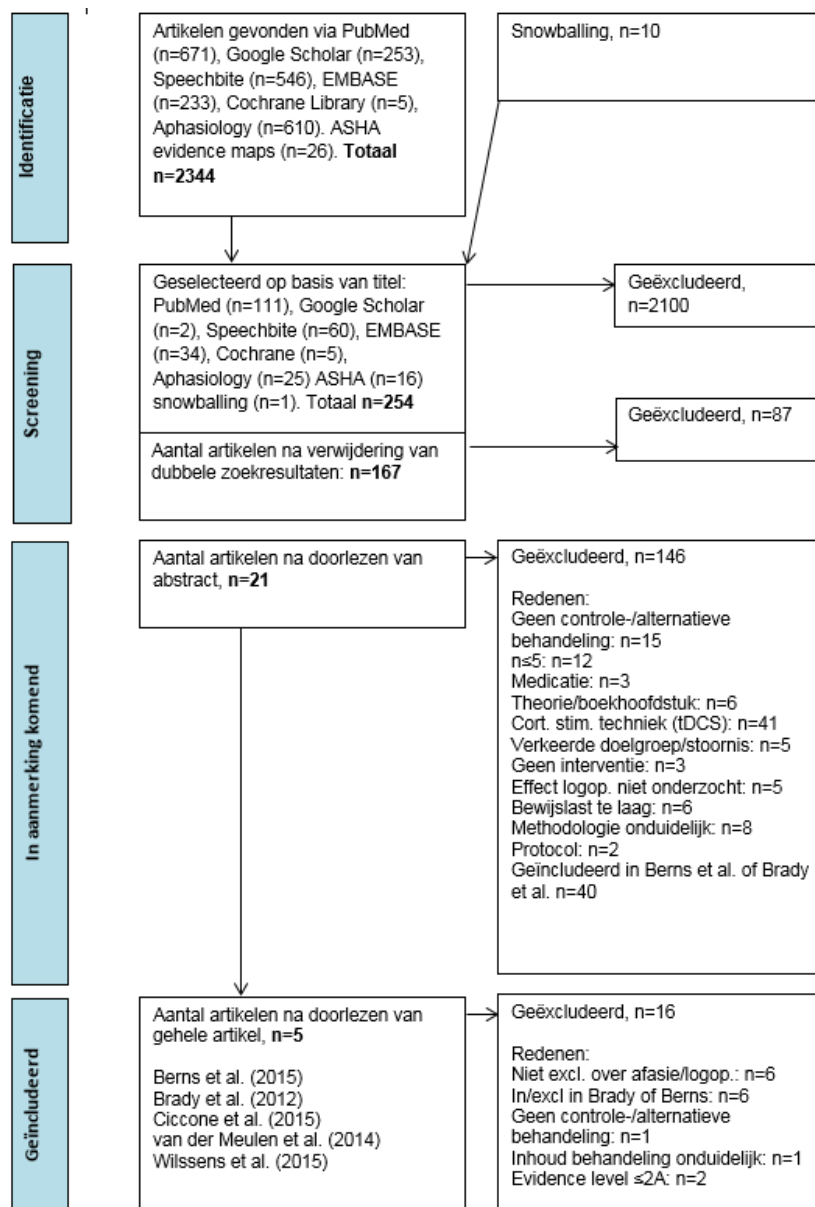 Identificatie
Artikelen gevonden via PubMed
(n=671), Google Scholar (n=253),
Speechbite (n=546), EMBASE
(n=233), Cochrane Library (n=5),
Aphasiology (n=610). ASHA
evidence maps (n=26). Totaal
n=2344
Snowballing, n=10
Screening
Geselecteerd op basis van titel:
PubMed (n=111), Google Scholar
(n=2), Speechbite (n=60), EMBASE
(n=34), Cochrane (n=5),
Aphasiology (n=25) ASHA (n=16)
snowballing (n=1). Totaal n=254
Geëxcludeerd,
n=2100
Aantal artikelen na verwijdering van
dubbele zoekresultaten: n=167
Geëxcludeerd, n=87
In aanmerking komend
Aantal artikelen na doorlezen van
abstract, n=21
Geëxcludeerd, n=146
Redenen:
Geen controle-/alternatieve
behandeling: n=15
n≤5: n=12
Medicatie: n=3
Theorie/boekhoofdstuk: n=6
Cort. stim. techniek (tDCS): n=41
Verkeerde doelgroep/stoornis: n=5
Geen interventie: n=3
Effect logop. niet onderzocht: n=5
Bewijslast te laag: n=6
Methodologie onduidelijk: n=8
Protocol: n=2
Geïncludeerd in Berns et al. of Brady
et al. n=40
Geïncludeerd
Aantal artikelen na doorlezen van
gehele artikel, n=5
Berns et al. (2015)
Brady et al. (2012)
Ciccone et al. (2015)
van der Meulen et al. (2014)
Wilssens et al. (2015)
Geëxcludeerd, n=16
Redenen:
Niet excl. over afasie/logop.: n=6
In/excl in Brady of Berns: n=6
Geen controle-/alternatieve
behandeling: n=1
Inhoud behandeling onduidelijk: n=1
Evidence level ≤2A: n=2